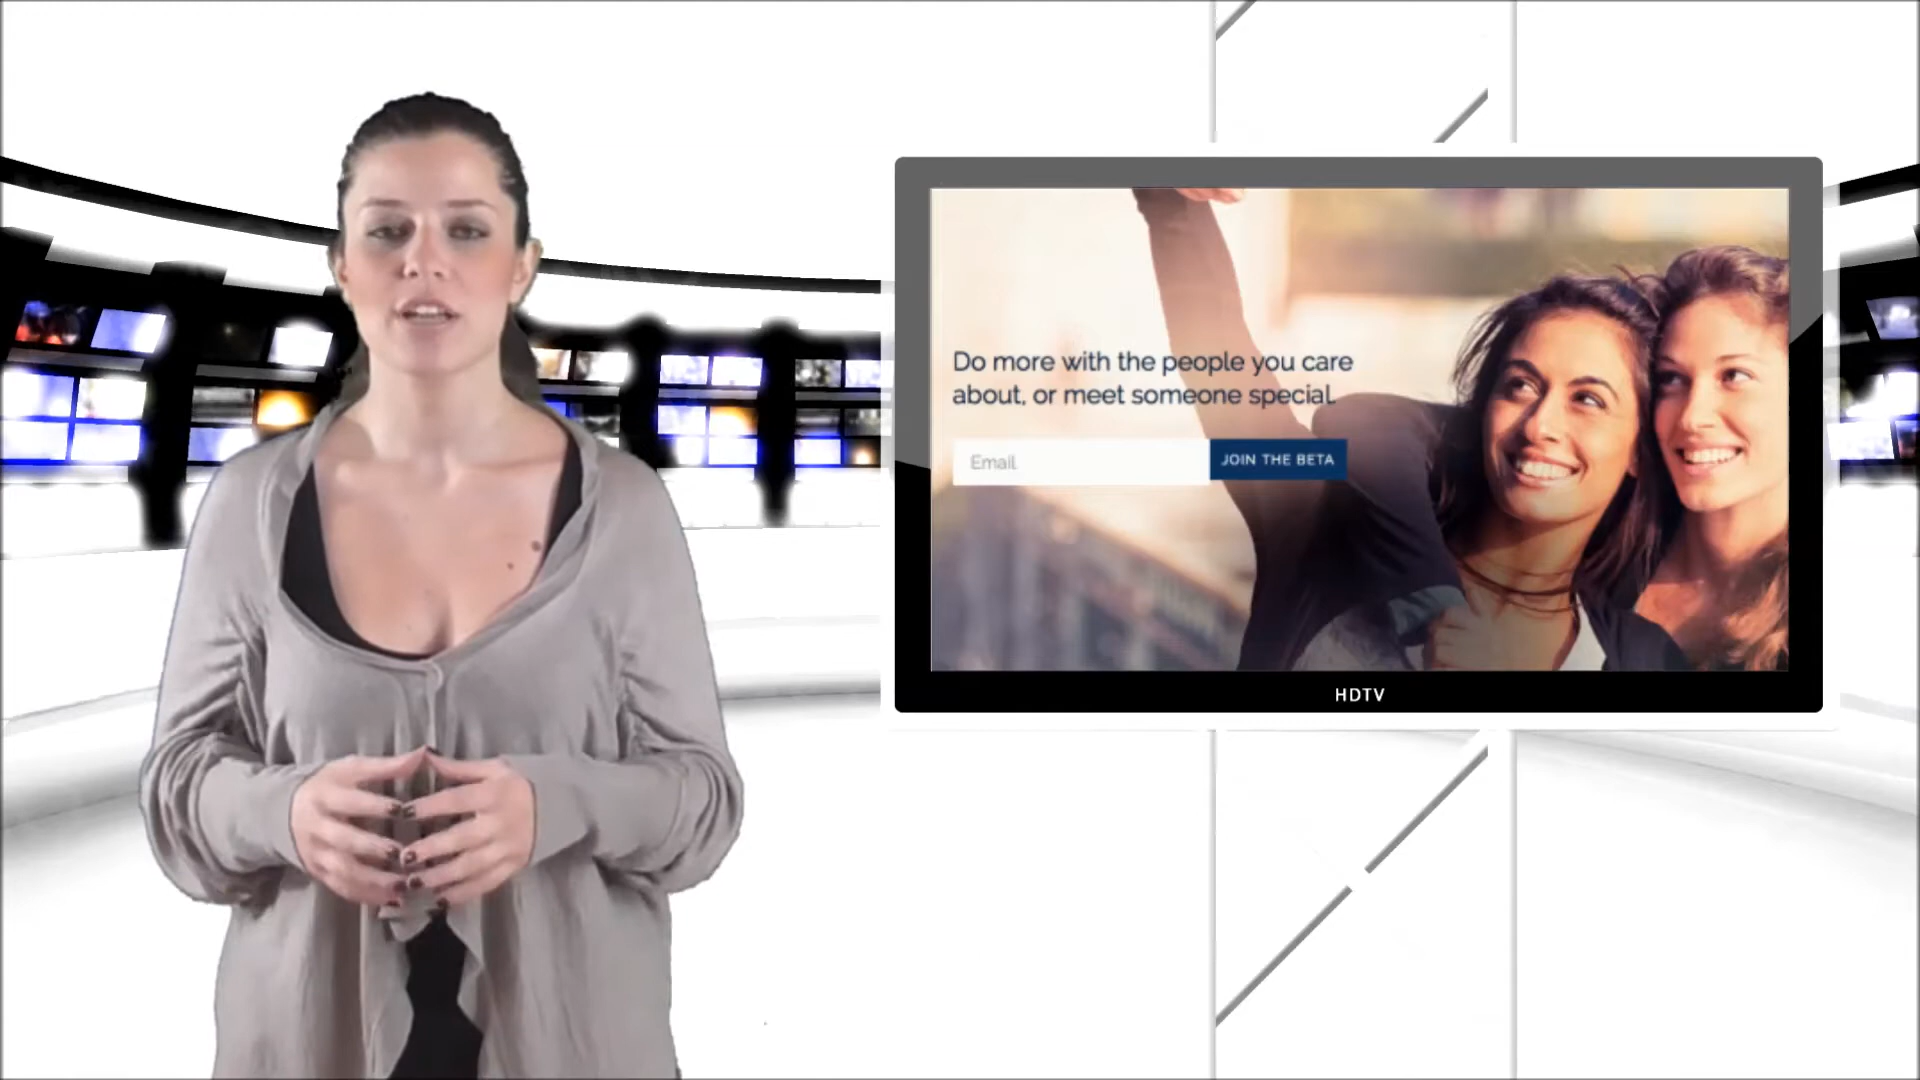 Do more with the people you care
about, or meet someone special.
Email
JOIN THE BETA
HDTV